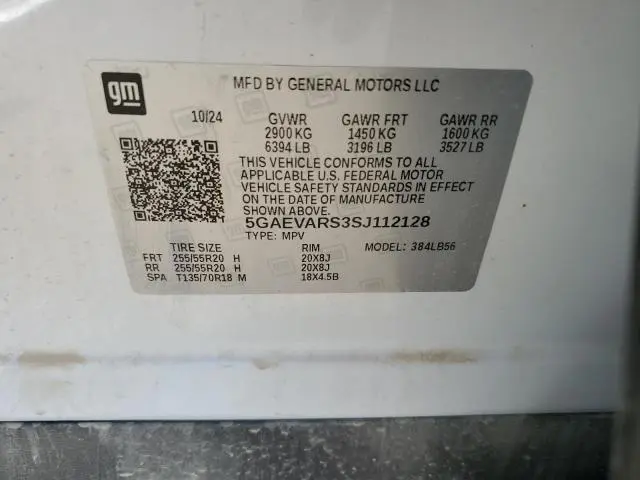 gm
MFD BY GENERAL MOTORS LLC
10/24 GVWR GAWR FRT GAWR RR
2900 KG 1450 KG 1600 KG
6394 LB 3196 LB 3527 LB
THIS VEHICLE CONFORMS TO ALL
APPLICABLE U.S. FEDERAL MOTOR
VEHICLE SAFETY STANDARDS IN EFFECT
ON THE DATE OF MANUFACTURE
SHOWN ABOVE.
5GAEVARS3SJ112128
TYPE: MPV MODEL: 384LB56
TIRE SIZE RIM
FRT 255/55R20 H 20X8J
RR 255/55R20 H 20X8J
SPA T135/70R18 M 18X4.5B